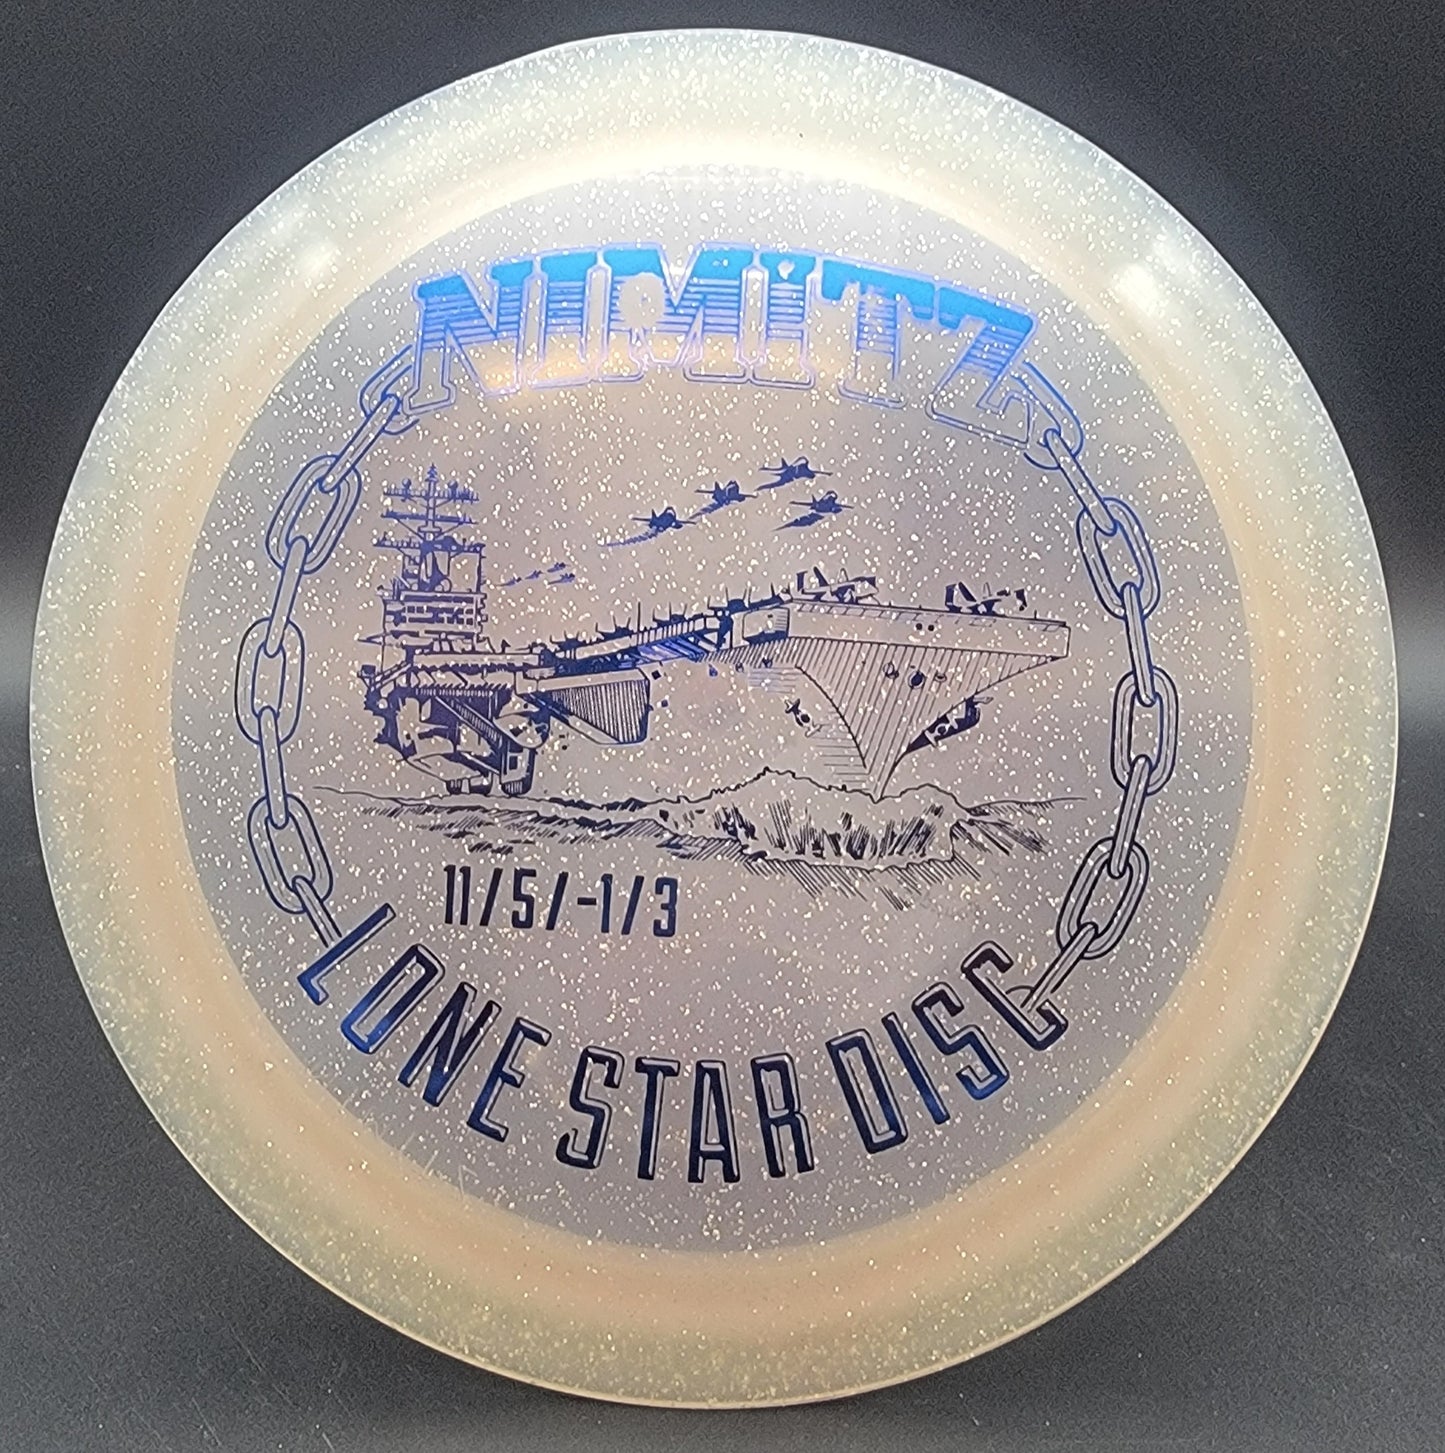 NIMITZ
11/5/-1/3
LONE STAR DISC